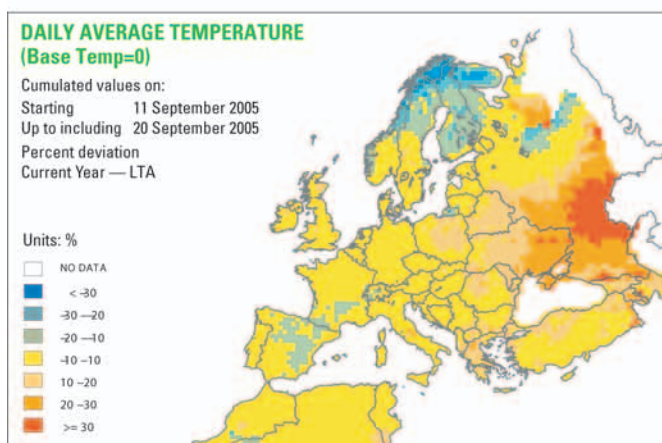 DAILY AVERAGE TEMPERATURE
(Base Temp=0)
Cumulated values on:
Starting 11 September 2005
Up to including 20 September 2005
Percent deviation
Current Year — LTA
Units: %
NO DATA
< -30
-30 —20
-20 —10
-10 -10
10 -20
20 -30
>= 30